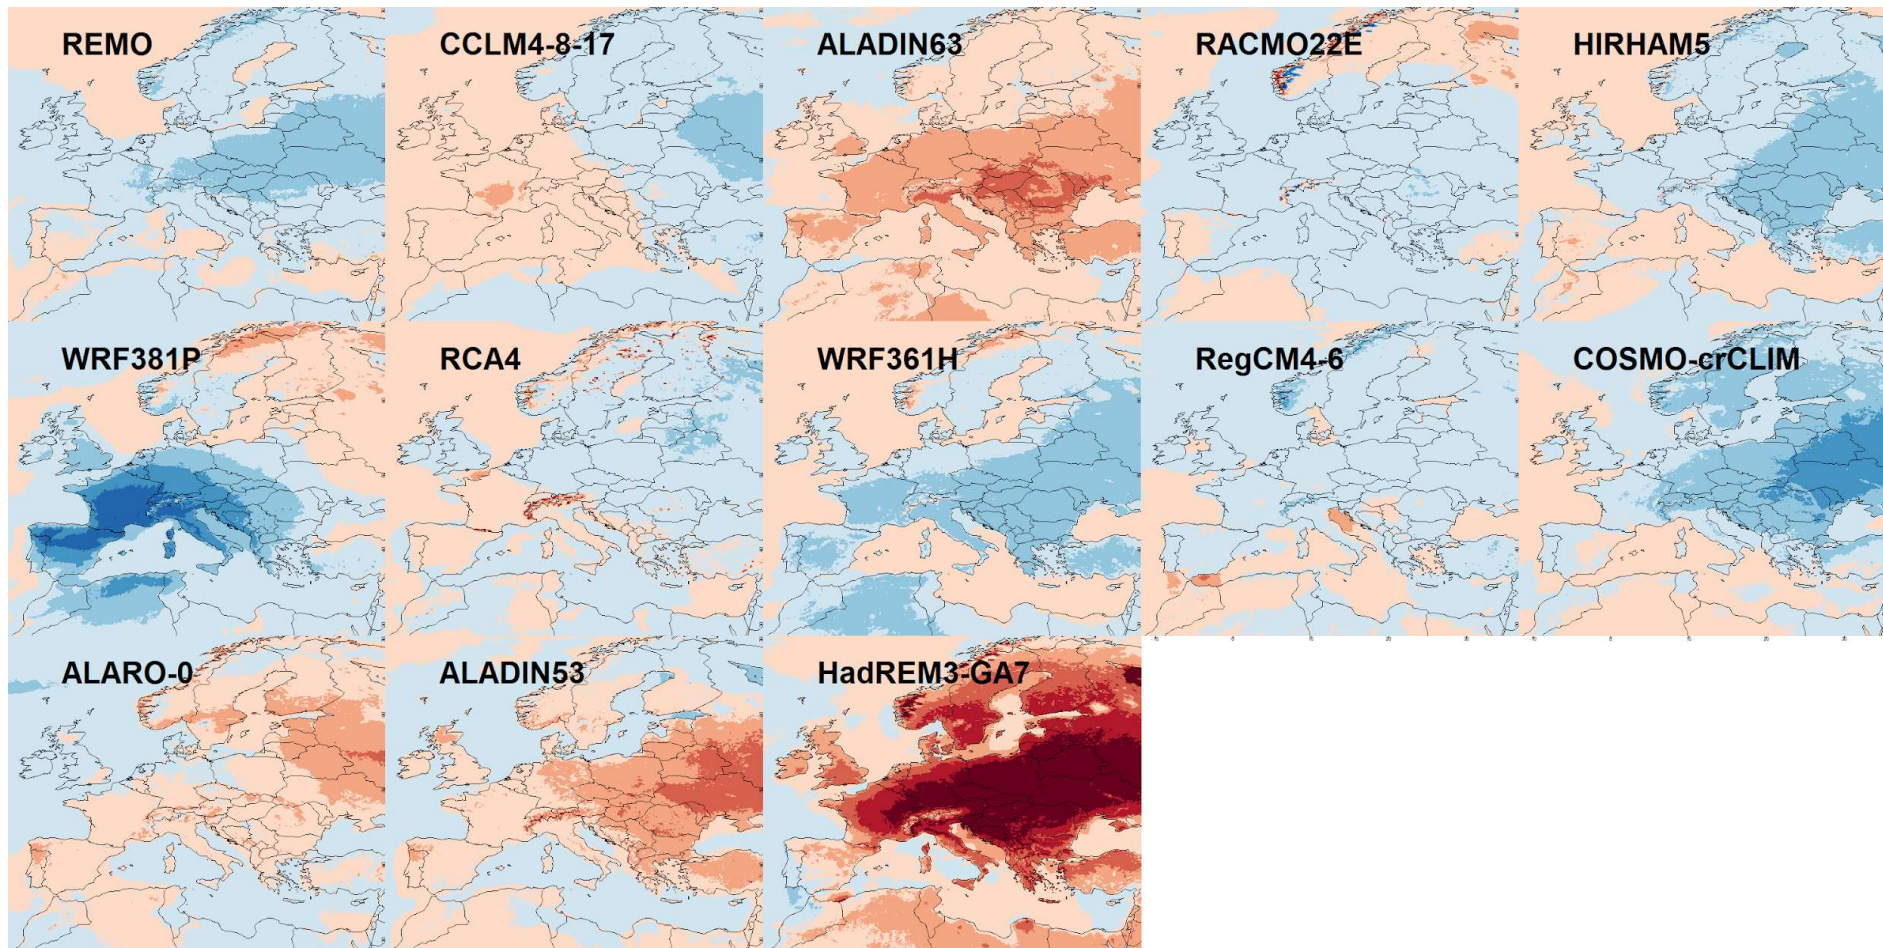 REMO
CCLM4-8-17
ALADIN63
RACMO22E
HIRHAM5
WRF381P
RCA4
WRF361H
RegCM4-6
COSMO-crCLIM
ALARO-0
ALADIN53
HadREM3-GA7